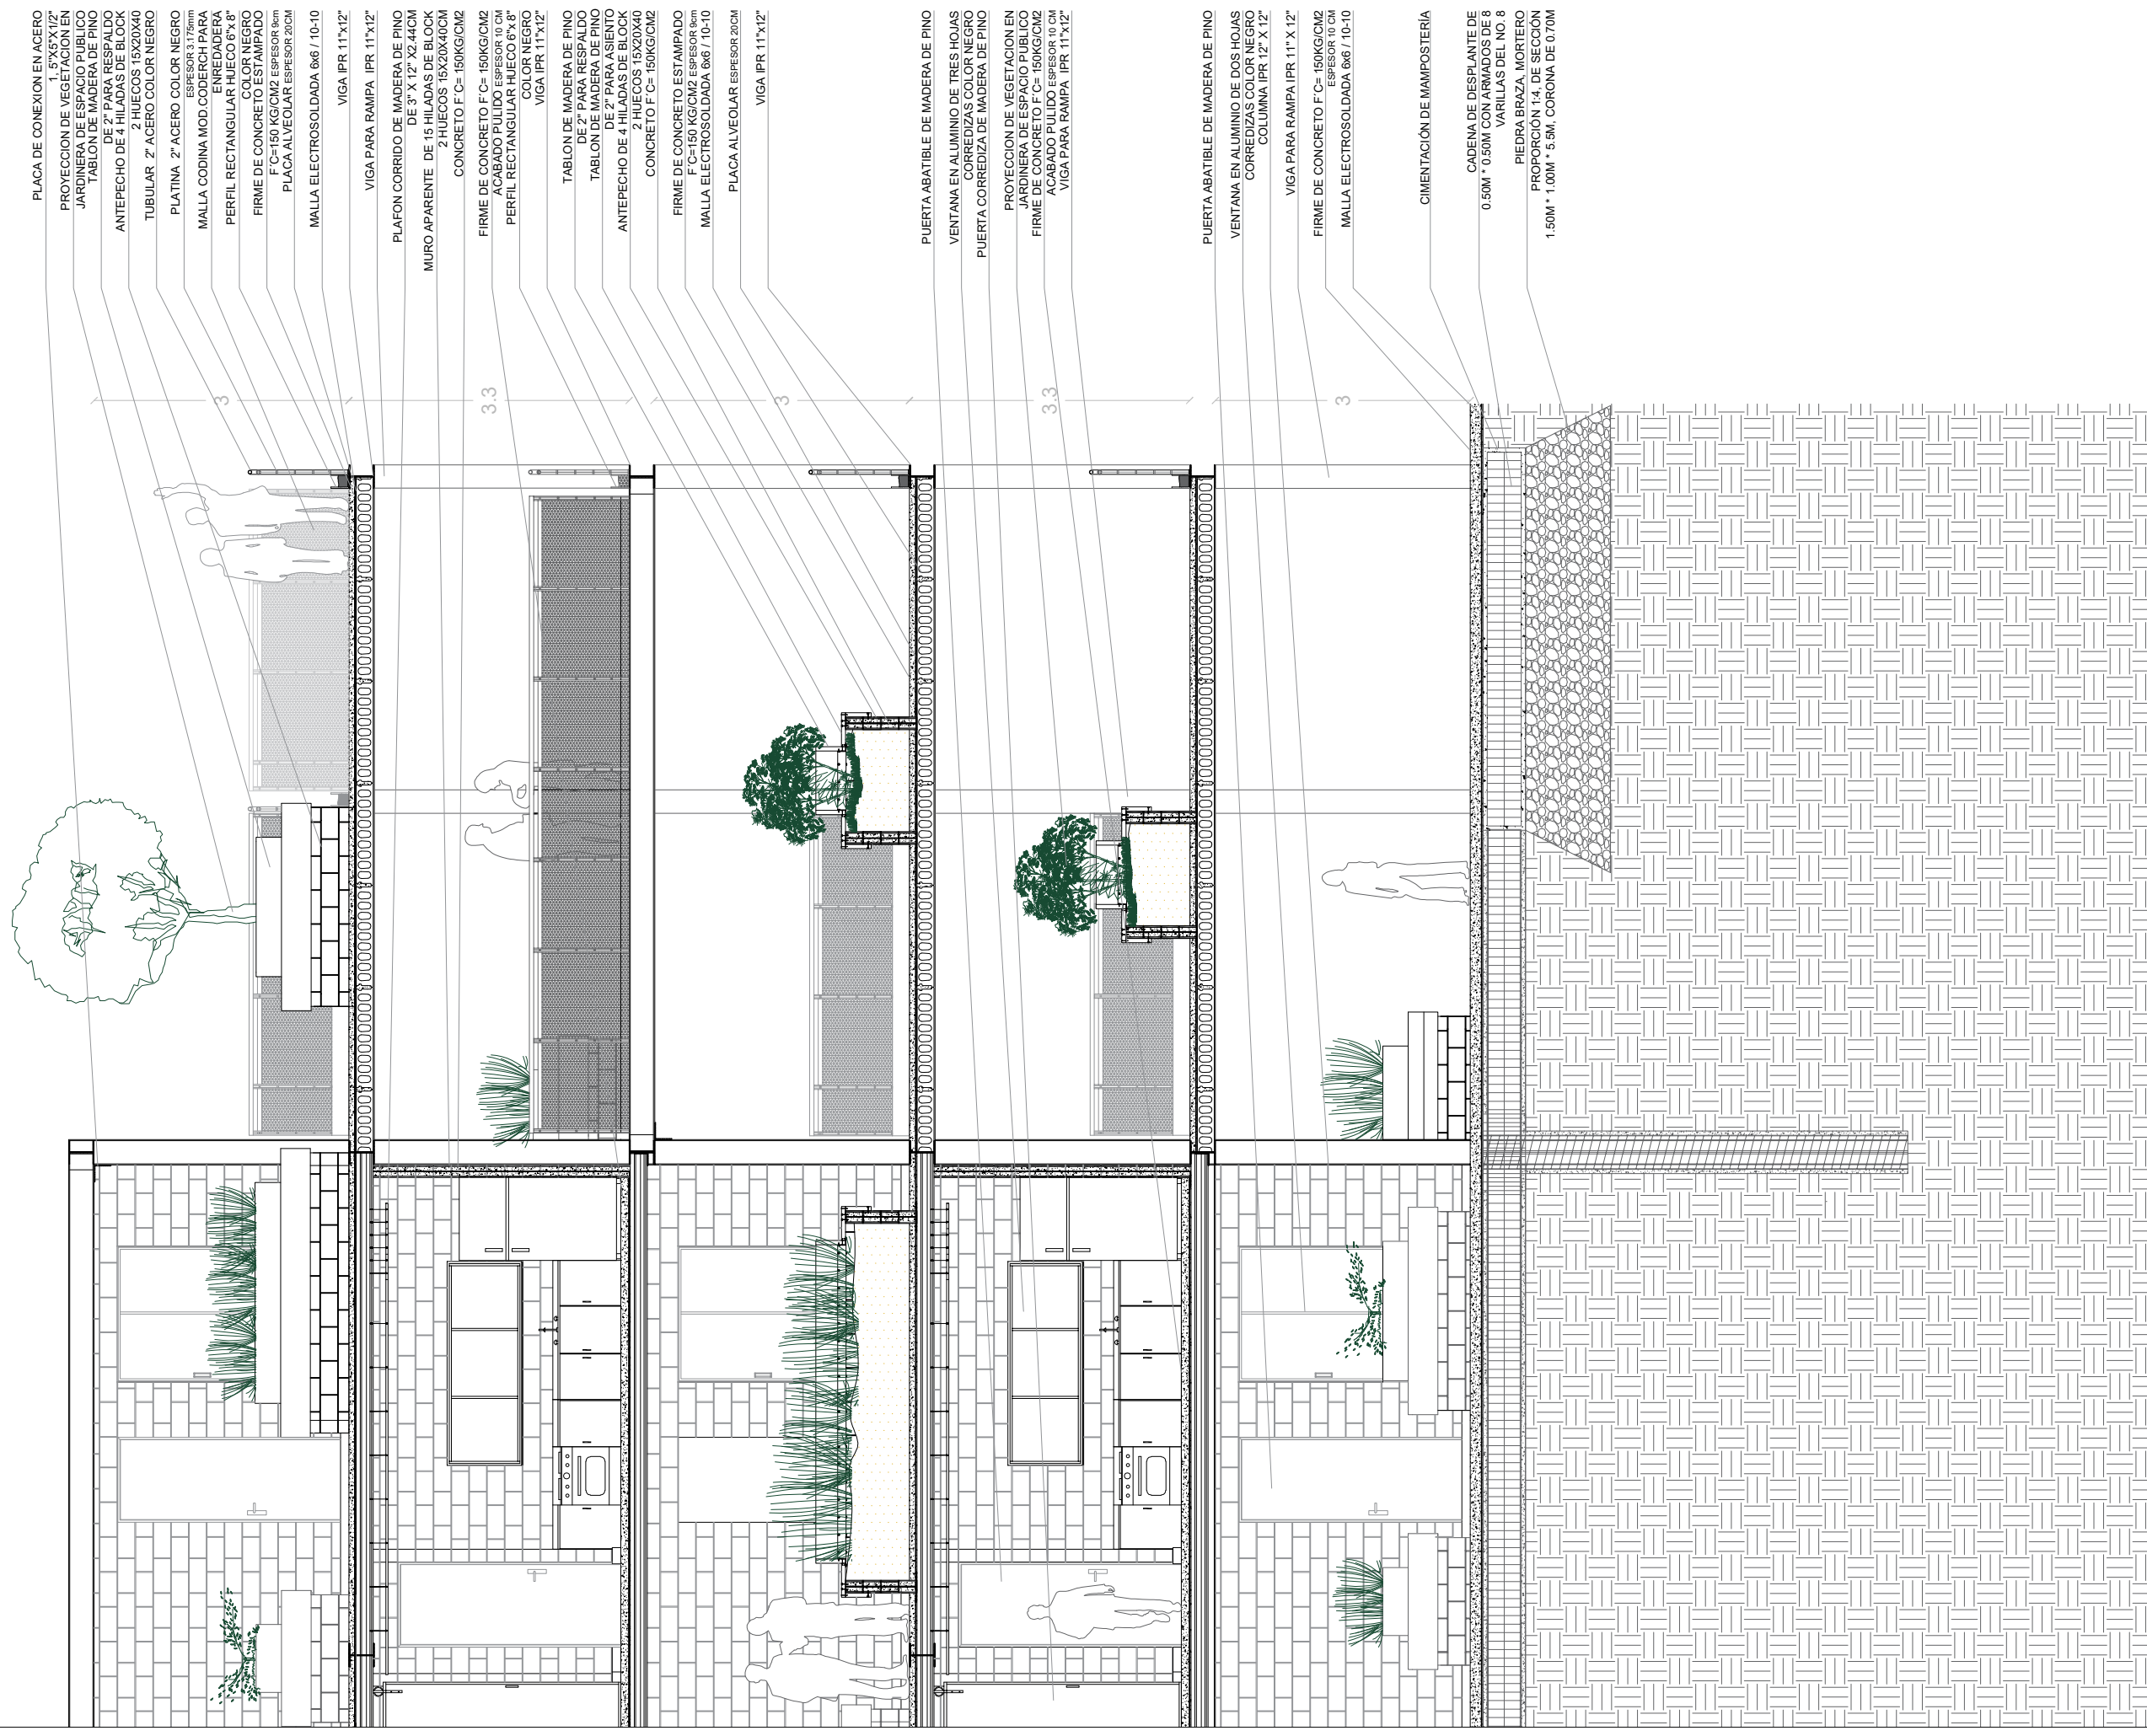 PLACA DE CONEXION EN ACERO
1, 5"X5"X1/2"
PROYECCION DE VEGETACION EN
JARDINERA DE ESPACIO PUBLICO
TABLON DE MADERA DE PINO
DE 2" PARA RESPALDO
ANTEPECHO DE 4 HILADAS DE BLOCK
2 HUECOS 15X20X40
TUBULAR 2" ACERO COLOR NEGRO
PLATINA 2" ACERO COLOR NEGRO
ESPESOR 3.175mm
MALLA CODINA MOD.CODERCH PARA
ENREDADERA
PERFIL RECTANGULAR HUECO 6"x 8"
COLOR NEGRO
FIRME DE CONCRETO ESTAMPADO
F´C=150 KG/CM2 ESPESOR 9cm
PLACA ALVEOLAR ESPESOR 20CM
MALLA ELECTROSOLDADA 6x6 / 10-10
VIGA IPR 11"x12"
VIGA PARA RAMPA IPR 11"x12"
PLAFON CORRIDO DE MADERA DE PINO
DE 3" X 12" X2.44CM
MURO APARENTE DE 15 HILADAS DE BLOCK
2 HUECOS 15X20X40CM
CONCRETO F´C= 150KG/CM2
FIRME DE CONCRETO F´C= 150KG/CM2
ACABADO PULIDO ESPESOR 10 CM
PERFIL RECTANGULAR HUECO 6"x 8"
COLOR NEGRO
VIGA IPR 11"x12"
TABLON DE MADERA DE PINO
DE 2" PARA RESPALDO
TABLON DE MADERA DE PINO
DE 2" PARA ASIENTO
ANTEPECHO DE 4 HILADAS DE BLOCK
2 HUECOS 15X20X40
CONCRETO F´C= 150KG/CM2
FIRME DE CONCRETO ESTAMPADO
F´C=150 KG/CM2 ESPESOR 9cm
MALLA ELECTROSOLDADA 6x6 / 10-10
PLACA ALVEOLAR ESPESOR 20CM
VIGA IPR 11"x12"
PUERTA ABATIBLE DE MADERA DE PINO
VENTANA EN ALUMINIO DE TRES HOJAS
CORREDIZAS COLOR NEGRO
PUERTA CORREDIZA DE MADERA DE PINO
PROYECCION DE VEGETACION EN
JARDINERA DE ESPACIO PUBLICO
FIRME DE CONCRETO F´C= 150KG/CM2
ACABADO PULIDO ESPESOR 10 CM
VIGA PARA RAMPA IPR 11"x12"
PUERTA ABATIBLE DE MADERA DE PINO
VENTANA EN ALUMINIO DE DOS HOJAS
CORREDIZAS COLOR NEGRO
COLUMNA IPR 12" X 12"
VIGA PARA RAMPA IPR 11" X 12"
FIRME DE CONCRETO F´C= 150KG/CM2
ESPESOR 10 CM
MALLA ELECTROSOLDADA 6x6 / 10-10
CIMENTACIÓN DE MAMPOSTERÍA
CADENA DE DESPLANTE DE
0.50M * 0.50M CON ARMADOS DE 8
VARILLAS DEL NO. 8
PIEDRA BRAZA, MORTERO
PROPORCIÓN 1:4, DE SECCIÓN
1.50M * 1.00M * 5.5M, CORONA DE 0.70M
3
3.3
3
3.3
3